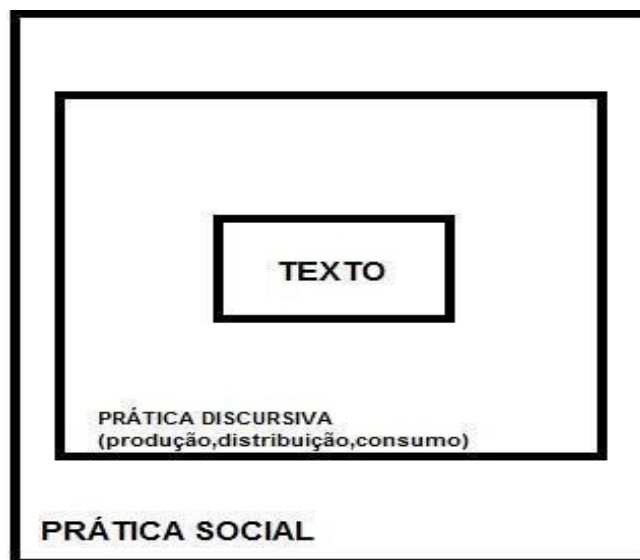 TEXTO
PRÁTICA DISCURSIVA
(produção,distribuição,consumo)
PRÁTICA SOCIAL